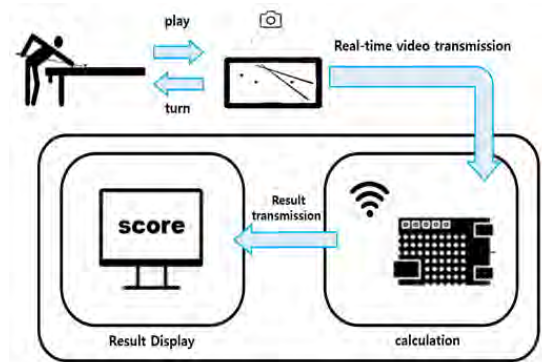 play
Real-time video transmission
turn
Result
transmission
score
Result Display
calculation